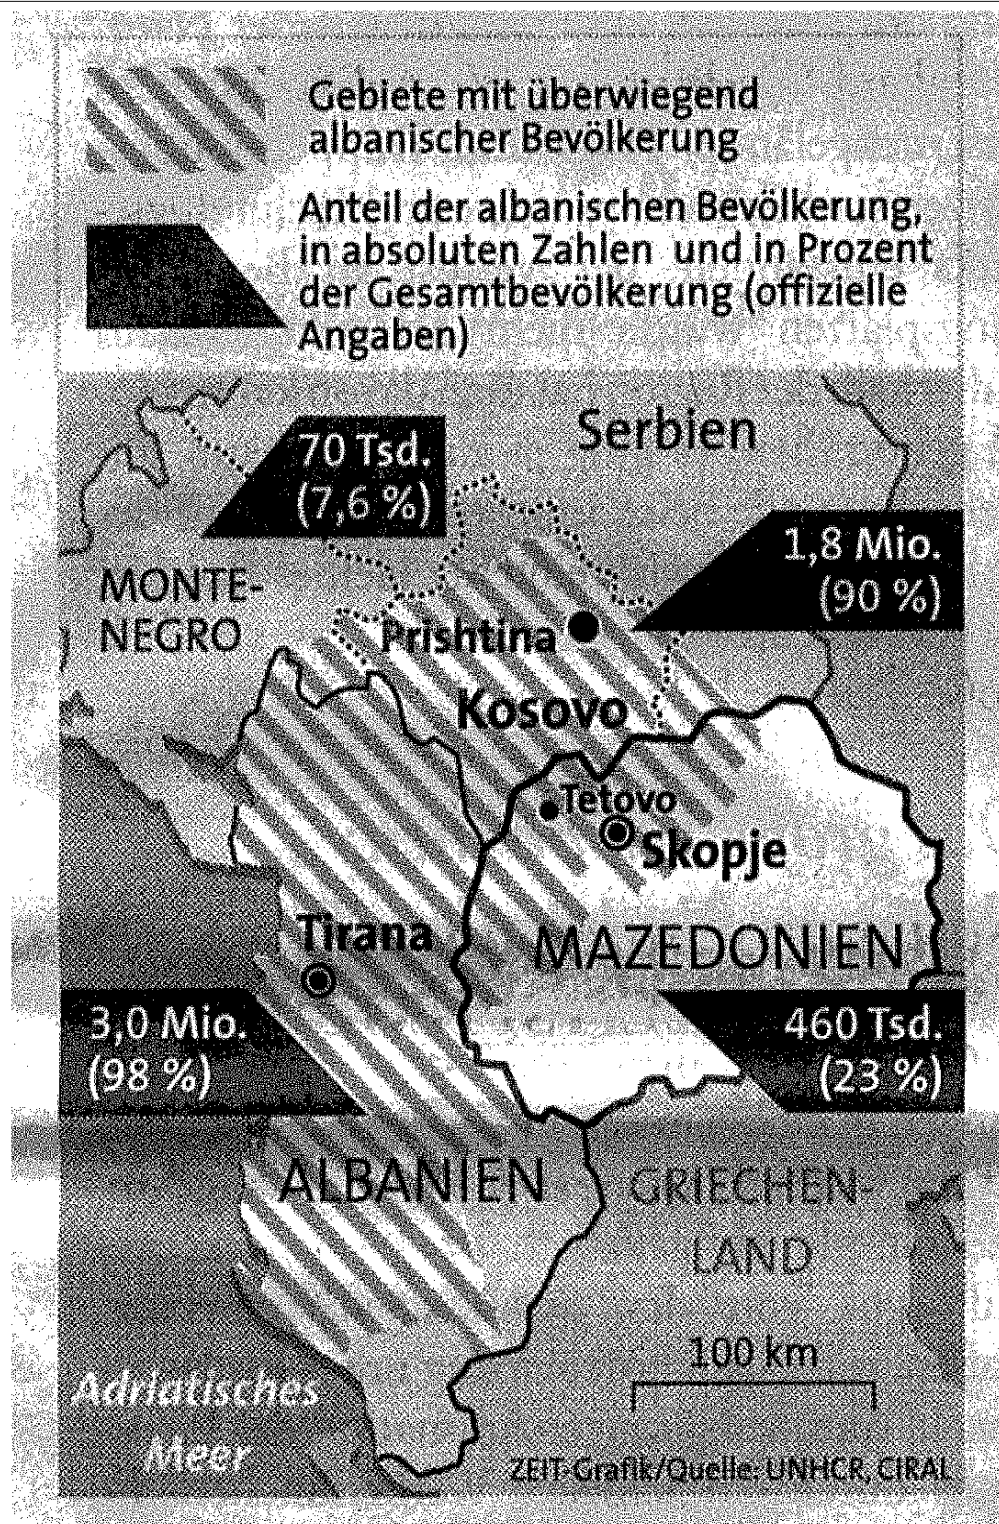 Gebiete mit überwiegend
albanischer Bevölkerung
Anteil der albanischen Bevölkerung,
in absoluten Zahlen und in Prozent
der Gesamtbevölkerung (offizielle
Angaben)
Serbien
70 Tsd.
(7,6 %)
1,8 Mio.
(90 %)
MONTE-
NEGRO
Prishtina
Kosovo
Tetovo
Skopje
Tirana
MAZEDONIEN
3,0 Mio.
(98 %)
460 Tsd.
(23 %)
ALBANIEN
GRIECHEN-
LAND
100 km
Adriatisches
Meer
ZEIT-Grafik/Quelle: UNHCR, CIRAL